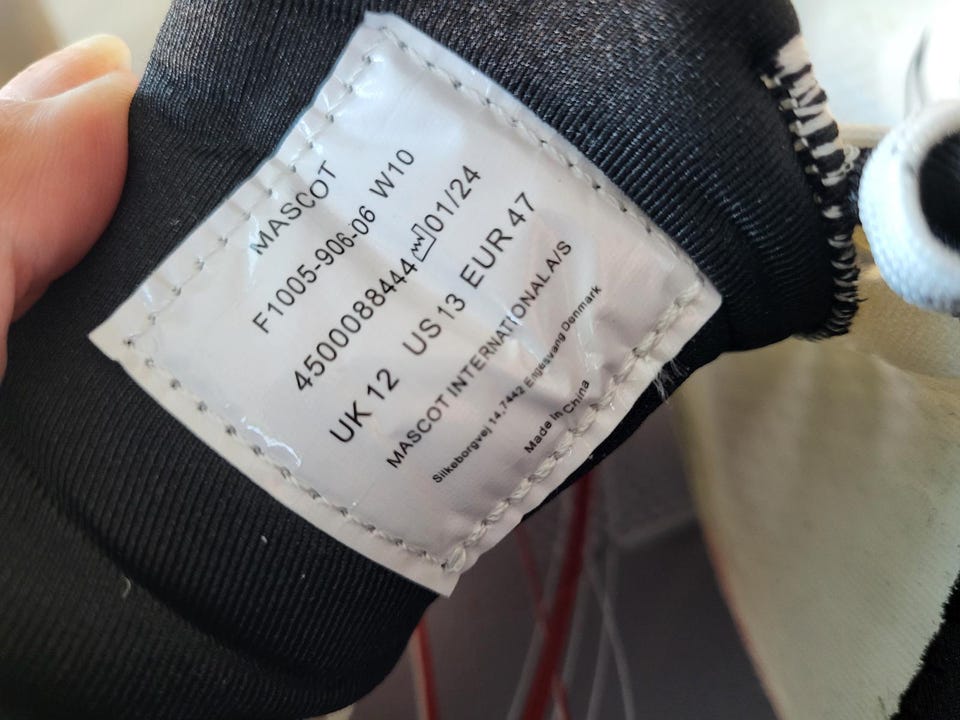 MASCOT
F1005-906-06 W10
4500088444 01/24
UK 12 US 13 EUR 47
MASCOT INTERNATIONAL A/S
Silkeborgvej 14, 7442 Engesvang Denmark
Made in China